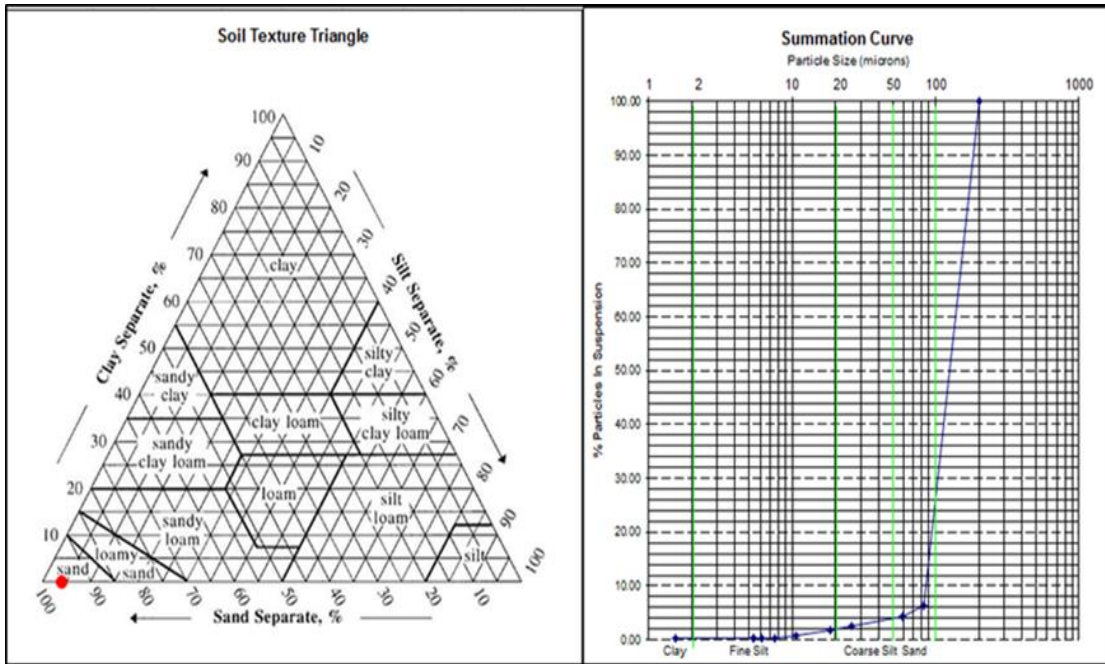 Soil Texture Triangle
100
90
80
70
60
50
40
30
20
10
10
20
30
40
50
60
70
80
90
100
Clay Separate, %
Silt Separate, %
clay
silty
clay
sandy
clay
clay loam
silty
clay loam
sandy
clay loam
loam
silt
loam
sandy
loam
loamy
sand
sand
silt
100
90
80
70
60
50
40
30
20
10
Sand Separate, %
Summation Curve
Particle Size (microns)
1 2 10 20 50 100 1000
100.00
90.00
80.00
70.00
60.00
50.00
40.00
30.00
20.00
10.00
0.00
% Particles In Suspension
Clay Fine Silt Coarse Silt Sand